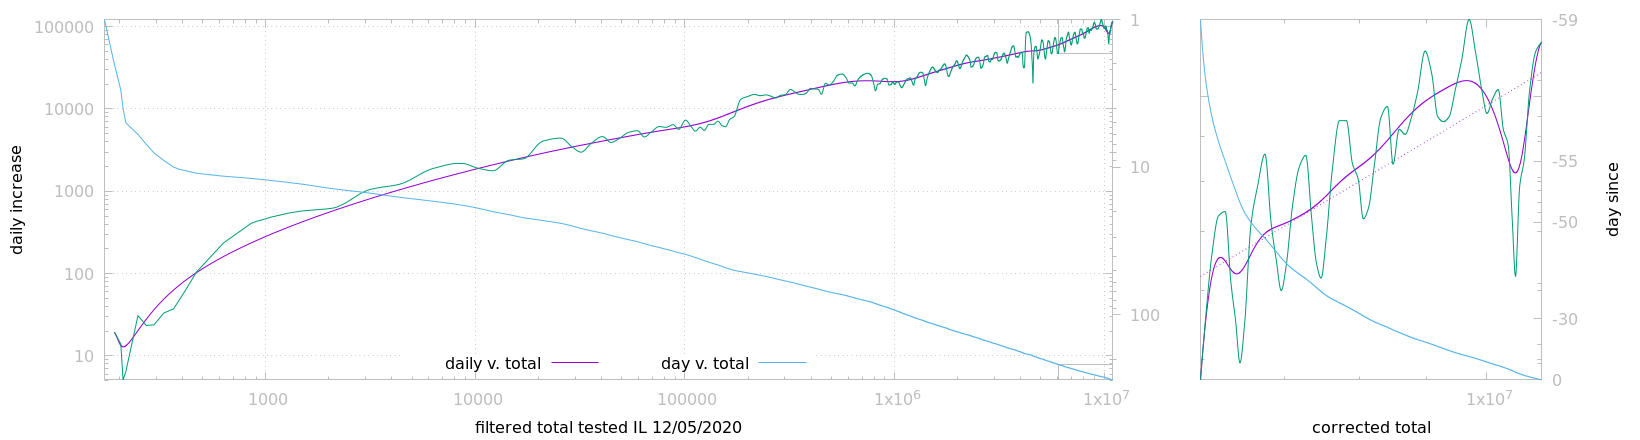 100000
10000
1000
100
10
daily increase
1000
10000
100000
1x10^6
1x10^7
1
10
100
daily v. total
day v. total
filtered total tested IL 12/05/2020
-59
-55
-50
-30
0
day since
1x10^7
corrected total